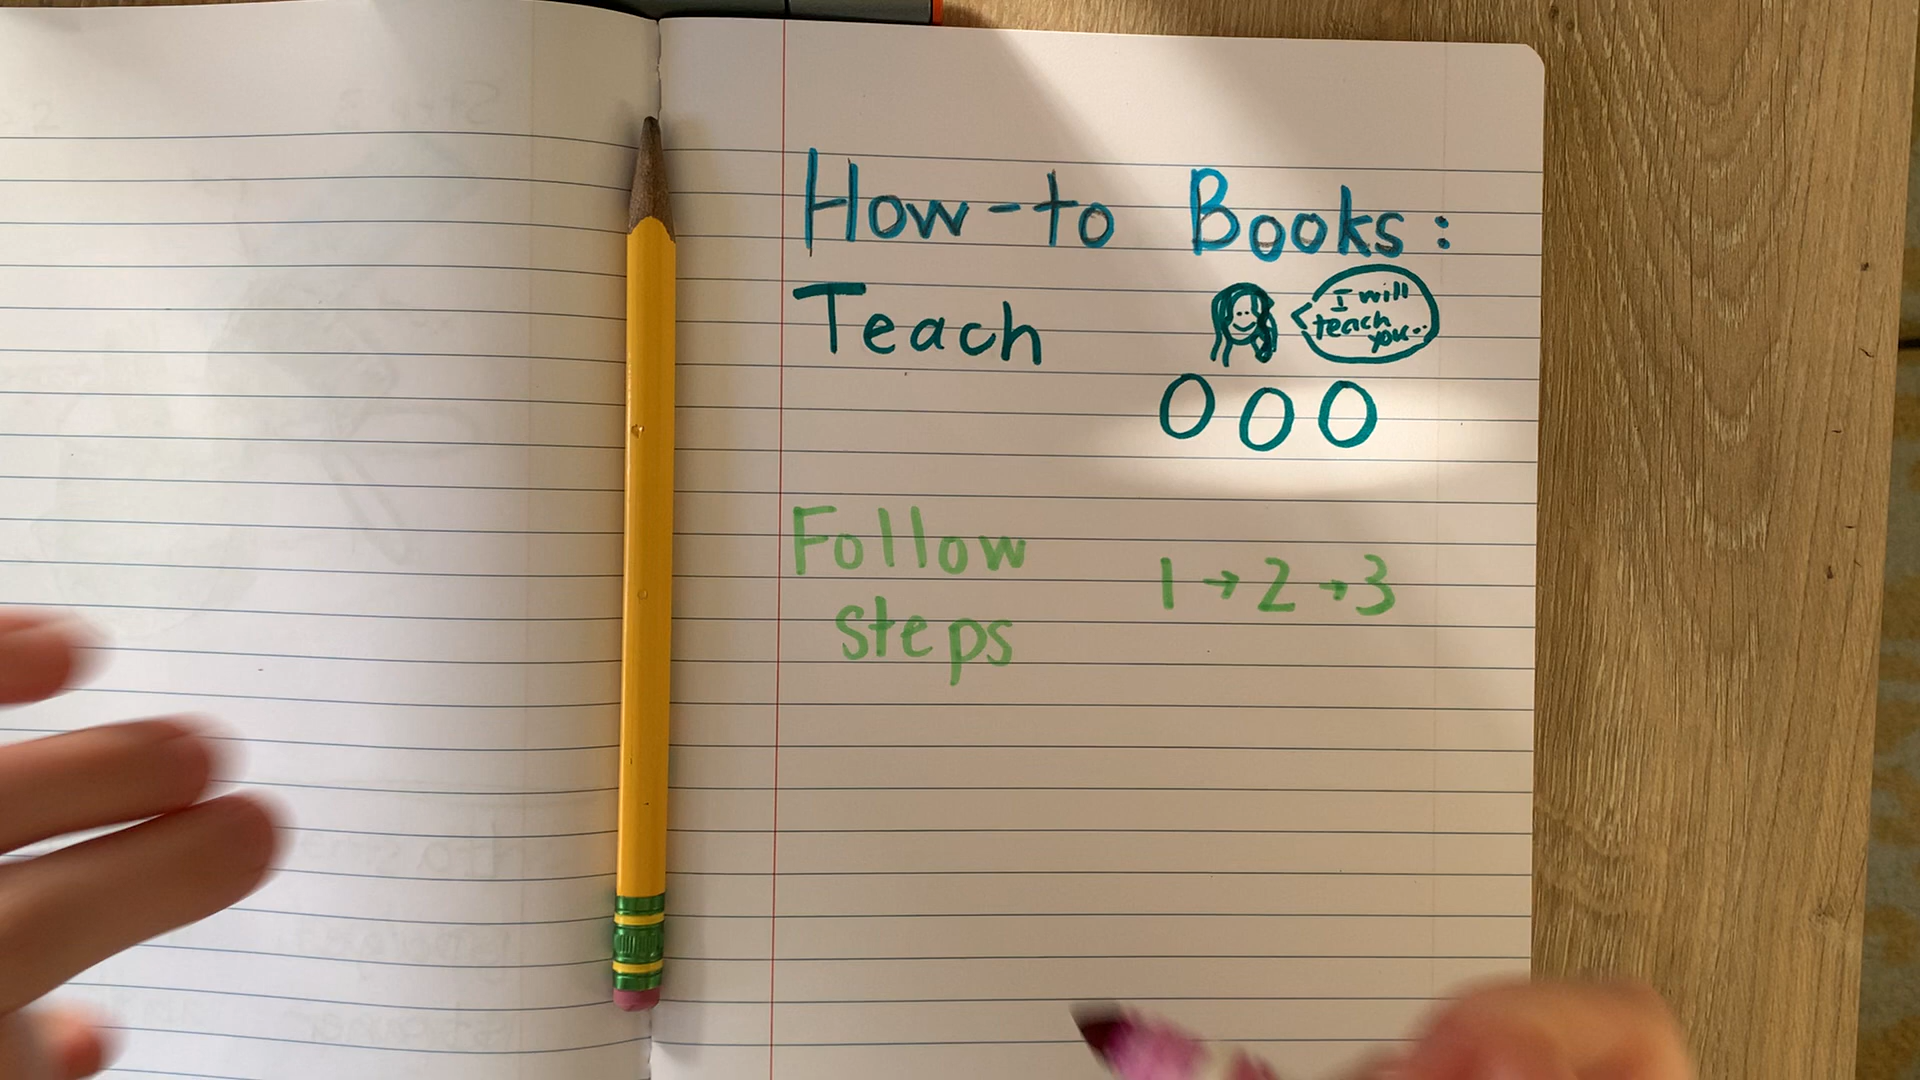 How-to Books:
Teach
I will
teach
you..
Follow
steps
1→2→3